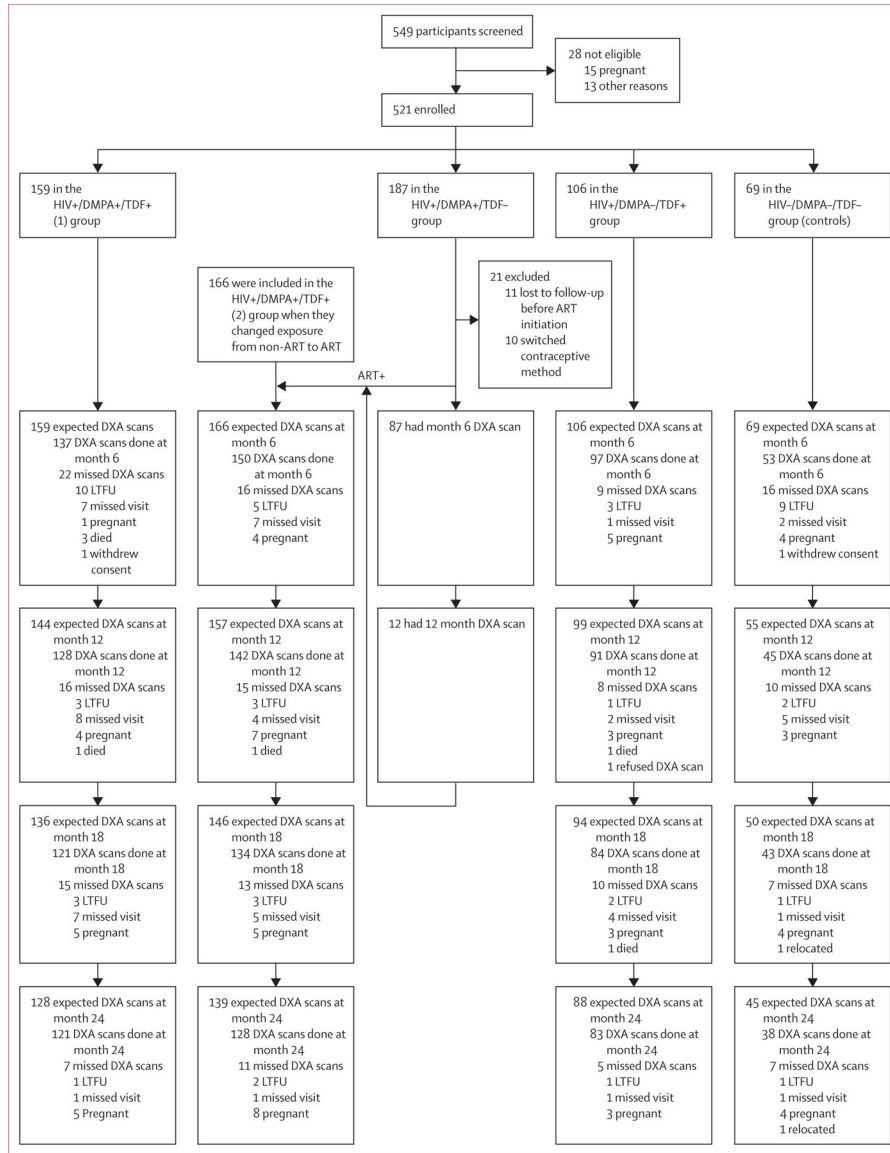 549 participants screened
28 not eligible
15 pregnant
13 other reasons
521 enrolled
159 in the
HIV+/DMPA+/TDF+
(1) group
187 in the
HIV+/DMPA+/TDF–
group
106 in the
HIV+/DMPA–/TDF+
group
69 in the
HIV–/DMPA–/TDF–
group (controls)
166 were included in the
HIV+/DMPA+/TDF+
(2) group when they
changed exposure
from non-ART to ART
21 excluded
11 lost to follow-up
before ART
initiation
10 switched
contraceptive
method
ART+
159 expected DXA scans
137 DXA scans done at
month 6
22 missed DXA scans
10 LTFU
7 missed visit
1 pregnant
3 died
1 withdrew
consent
166 expected DXA scans at
month 6
150 DXA scans done
at month 6
16 missed DXA scans
5 LTFU
7 missed visit
4 pregnant
87 had month 6 DXA scan
106 expected DXA scans at
month 6
97 DXA scans done at
month 6
9 missed DXA scans
3 LTFU
1 missed visit
5 pregnant
69 expected DXA scans at
month 6
53 DXA scans done at
month 6
16 missed DXA scans
9 LTFU
2 missed visit
4 pregnant
1 withdrew consent
144 expected DXA scans at
month 12
128 DXA scans done at
month 12
16 missed DXA scans
3 LTFU
8 missed visit
4 pregnant
1 died
157 expected DXA scans at
month 12
142 DXA scans done at
month 12
15 missed DXA scans
3 LTFU
4 missed visit
7 pregnant
1 died
12 had 12 month DXA scan
99 expected DXA scans at
month 12
91 DXA scans done at
month 12
8 missed DXA scans
1 LTFU
2 missed visit
3 pregnant
1 died
1 refused DXA scan
55 expected DXA scans at
month 12
45 DXA scans done at
month 12
10 missed DXA scans
2 LTFU
5 missed visit
3 pregnant
136 expected DXA scans at
month 18
121 DXA scans done at
month 18
15 missed DXA scans
3 LTFU
7 missed visit
5 pregnant
146 expected DXA scans at
month 18
134 DXA scans done at
month 18
13 missed DXA scans
3 LTFU
5 missed visit
5 pregnant
94 expected DXA scans at
month 18
84 DXA scans done at
month 18
10 missed DXA scans
2 LTFU
4 missed visit
3 pregnant
1 died
50 expected DXA scans at
month 18
43 DXA scans done at
month 18
7 missed DXA scans
1 LTFU
1 missed visit
4 pregnant
1 relocated
128 expected DXA scans at
month 24
121 DXA scans done at
month 24
7 missed DXA scans
1 LTFU
1 missed visit
5 Pregnant
139 expected DXA scans at
month 24
128 DXA scans done at
month 24
11 missed DXA scans
2 LTFU
1 missed visit
8 pregnant
88 expected DXA scans at
month 24
83 DXA scans done at
month 24
5 missed DXA scans
1 LTFU
1 missed visit
3 pregnant
45 expected DXA scans at
month 24
38 DXA scans done at
month 24
7 missed DXA scans
1 LTFU
1 missed visit
4 pregnant
1 relocated